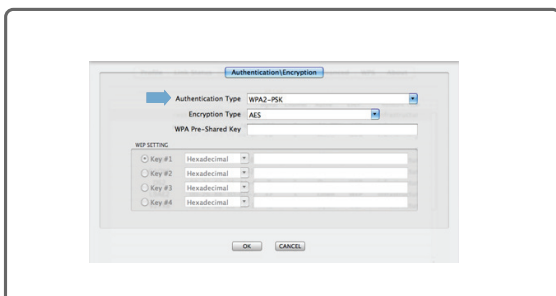 Authentication\Encryption
Authentication Type WPA2-PSK
Encryption Type AES
WPA Pre-Shared Key
WEP SETTING
Key #1 Hexadecimal
Key #2 Hexadecimal
Key #3 Hexadecimal
Key #4 Hexadecimal
OK CANCEL